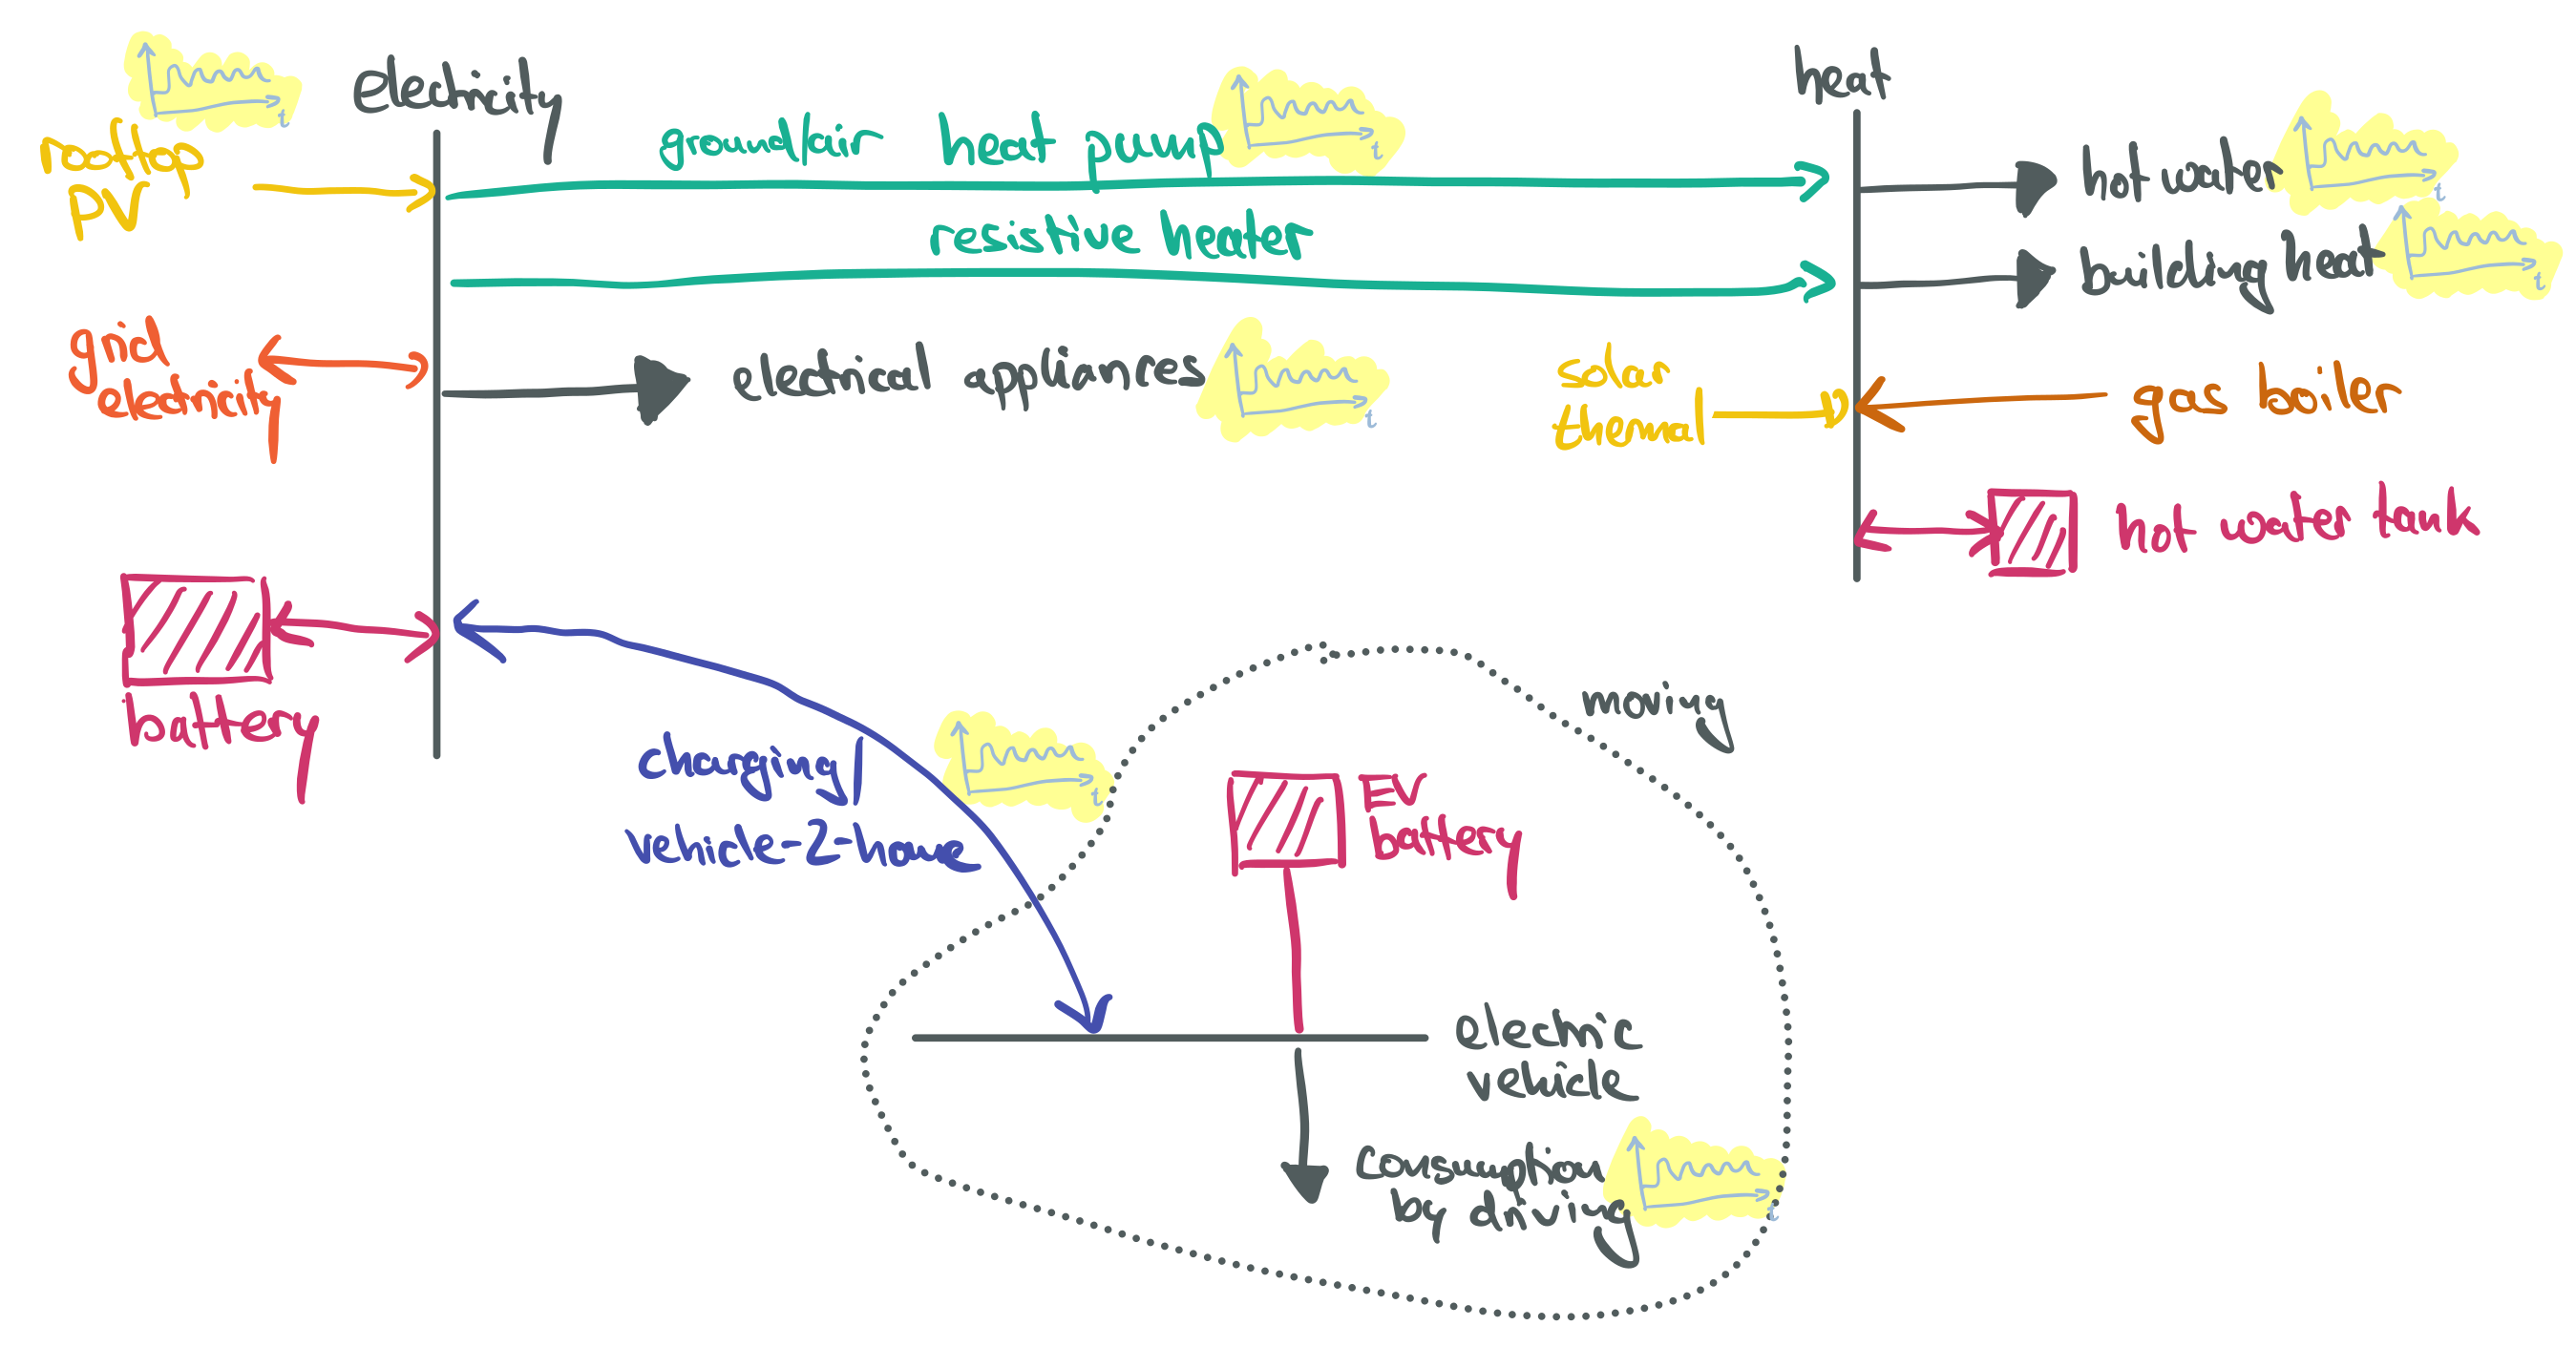 t
rooftop
PV
electricity
ground/air heat pump
t
resistive heater
heat
hot water
t
building heat
t
grid
electricity
electrical appliances
t
solar
thermal
gas boiler
hot water tank
battery
charging/
vehicle-2-home
t
moving
EV
battery
electric
vehicle
consumption
by driving
t